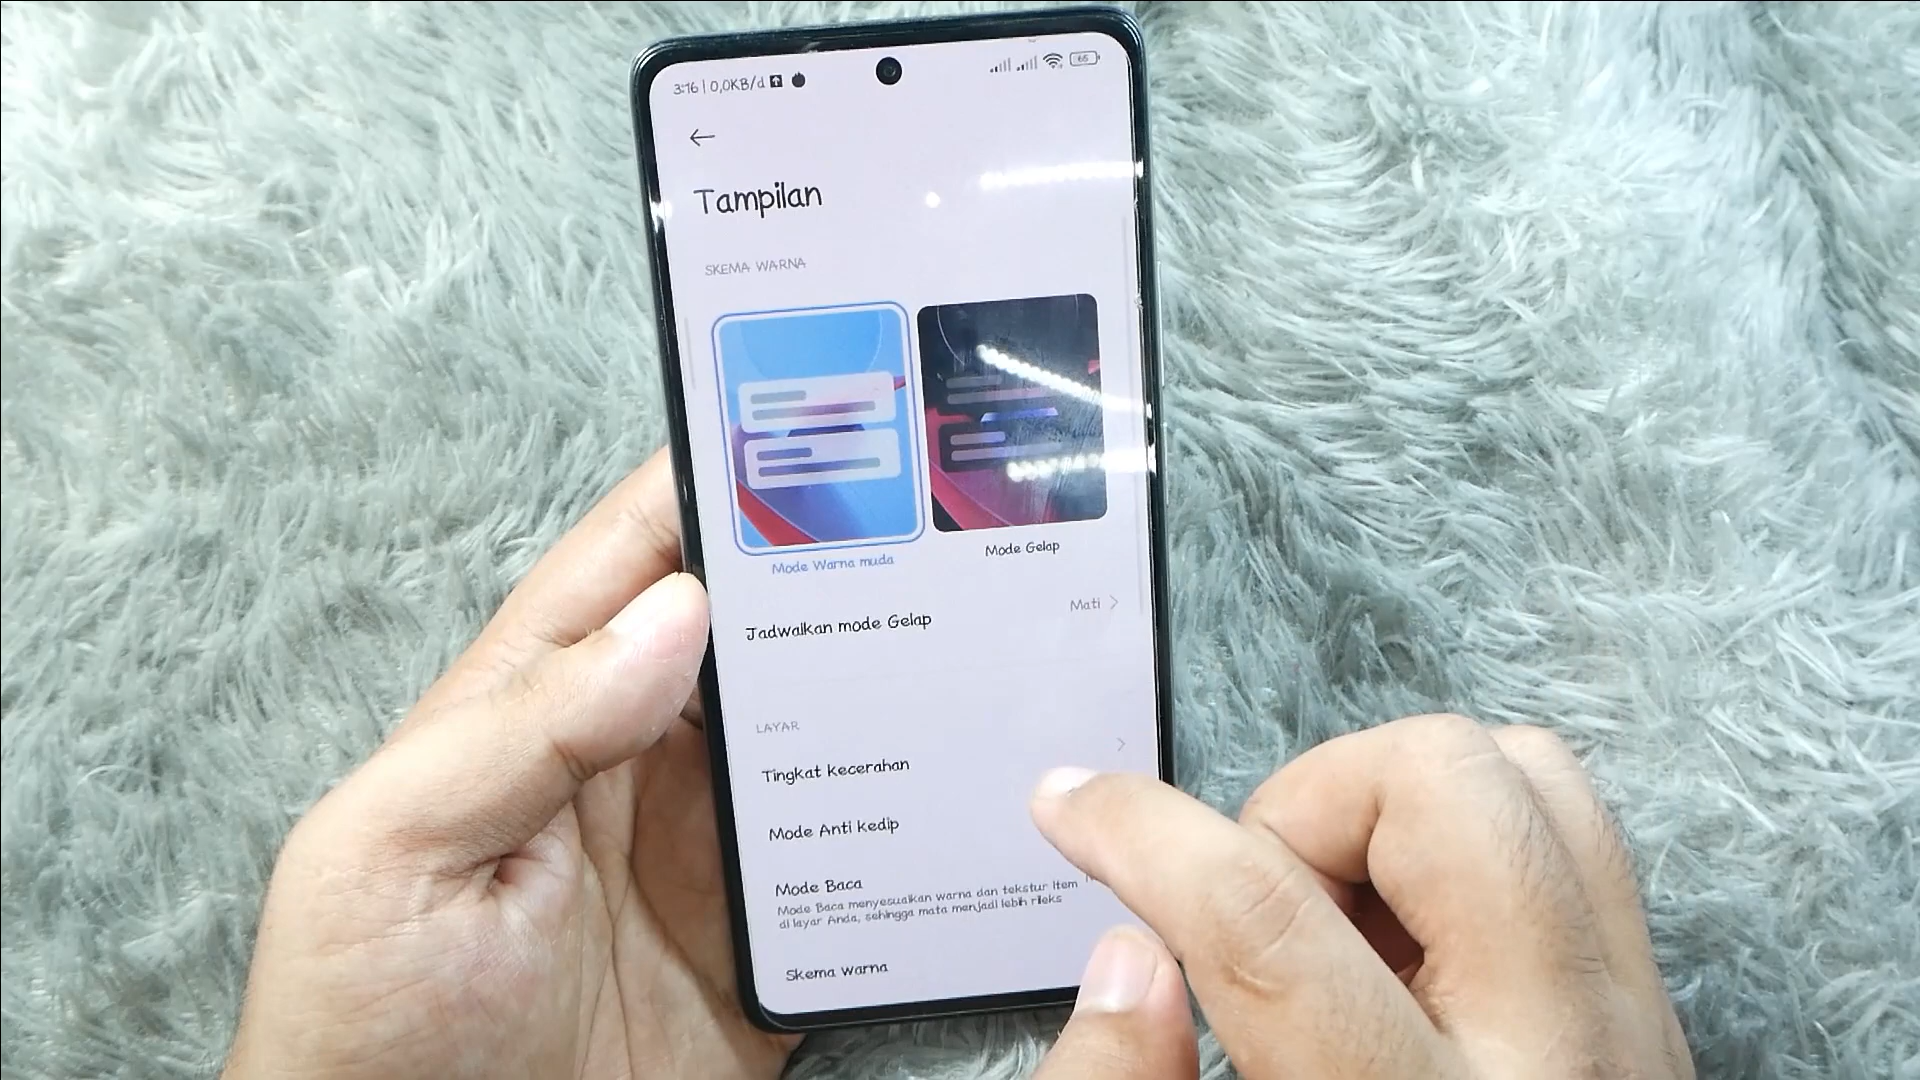 3:16 | 0,0KB/d
65
Tampilan
SKEMA WARNA
Mode Warna muda
Mode Gelap
Jadwalkan mode Gelap
Mati
LAYAR
Tingkat kecerahan
Mode Anti kedip
Mode Baca
Mode Baca menyesuaikan warna dan tekstur Item
di layar Anda, sehingga mata menjadi lebih rileks
Skema warna